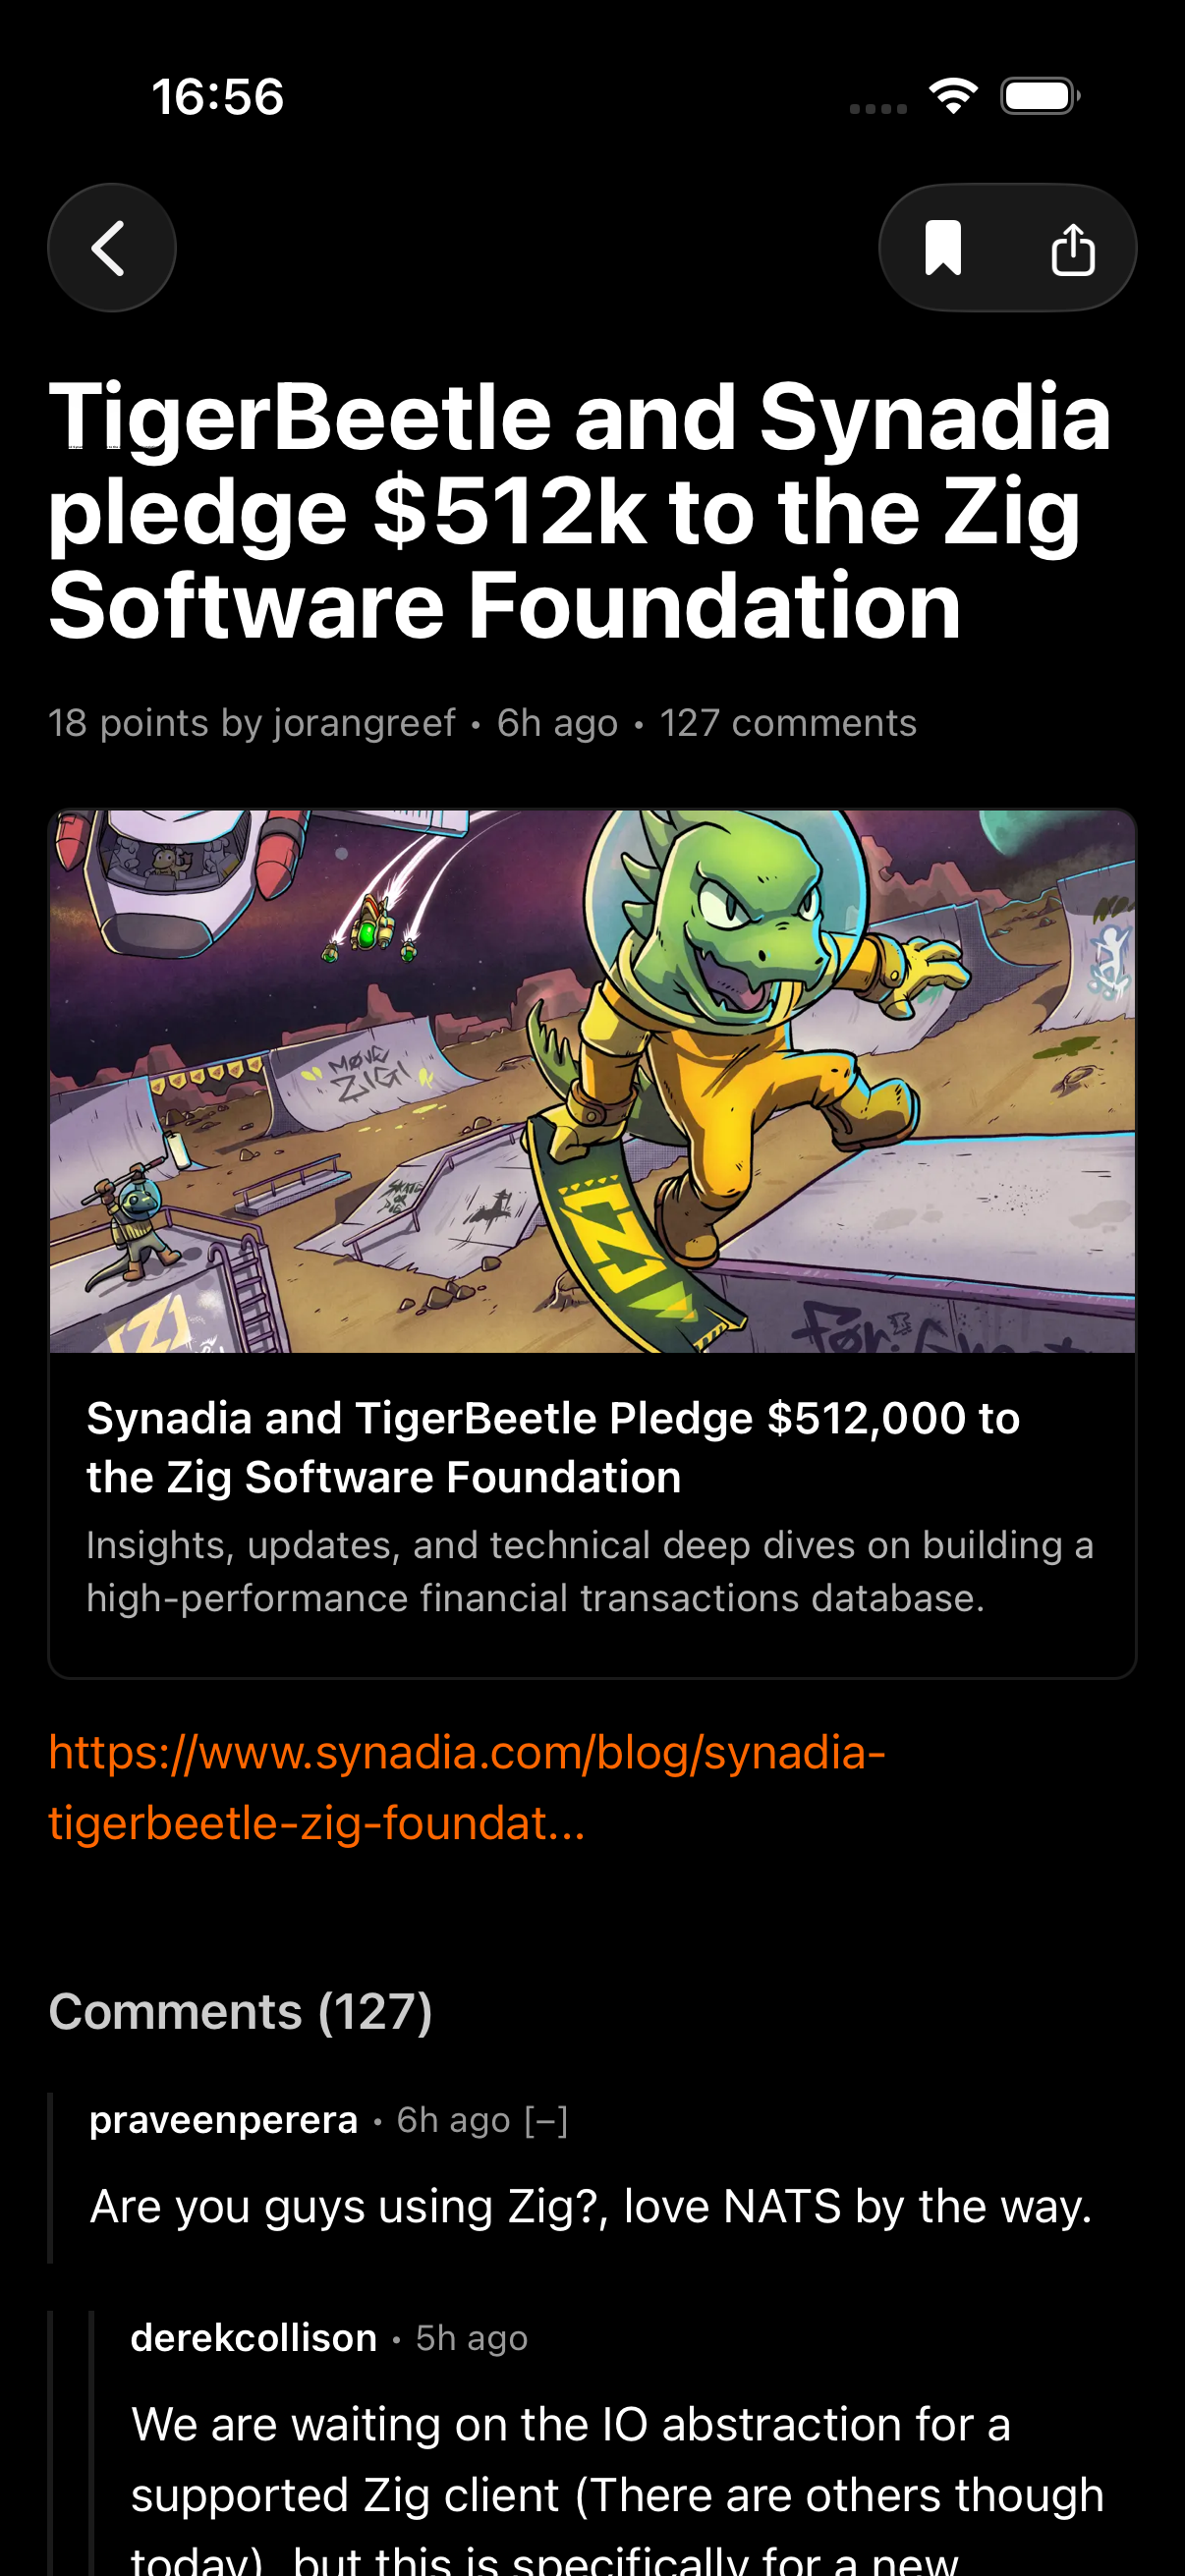 16:56
TigerBeetle and Synadia
pledge $512k to the Zig
Software Foundation
18 points by jorangreef • 6h ago • 127 comments
MOVE
ZIG!
SKATE
OR
DIE
for:
Synadia and TigerBeetle Pledge $512,000 to
the Zig Software Foundation
Insights, updates, and technical deep dives on building a
high-performance financial transactions database.
https://www.synadia.com/blog/synadia-
tigerbeetle-zig-foundat...
Comments (127)
praveenperera • 6h ago [–]
Are you guys using Zig?, love NATS by the way.
derekcollison • 5h ago
We are waiting on the IO abstraction for a
supported Zig client (There are others though
today), but this is specifically for a new